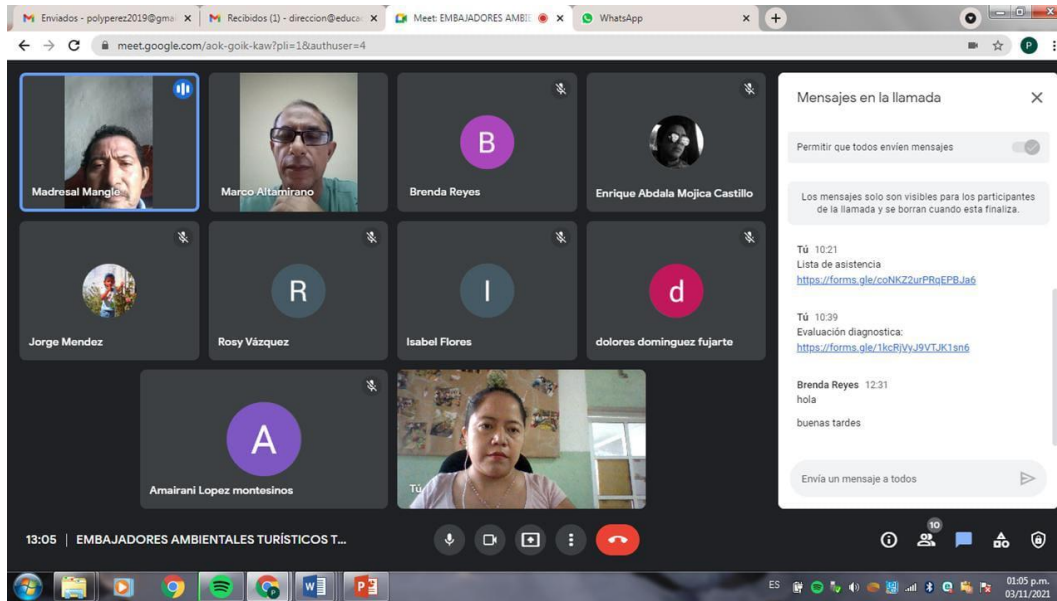 Enviados - polyperez2019@gma
Recibidos (1) - direccion@educa
Meet: EMBAJADORES AMBIE
WhatsApp
meet.google.com/aok-goik-kaw?pli=1&authuser=4
P
Mensajes en la llamada
Permitir que todos envíen mensajes
Los mensajes solo son visibles para los participantes
de la llamada y se borran cuando esta finaliza.
Tú 10:21
Lista de asistencia
https://forms.gle/coNKZ2urPRqEPBJa6
Tú 10:39
Evaluación diagnostica:
https://forms.gle/1kcRjVyJ9VTJK1sn6
Brenda Reyes 12:31
hola
buenas tardes
Envía un mensaje a todos
Madresal Mangle
Marco Altamirano
B
Brenda Reyes
Enrique Abdala Mojica Castillo
Jorge Mendez
R
Rosy Vázquez
I
Isabel Flores
d
dolores dominguez fujarte
A
Amairani Lopez montesinos
Tú
13:05 | EMBAJADORES AMBIENTALES TURÍSTICOS T...
10
ES
01:05 p.m.
03/11/2021